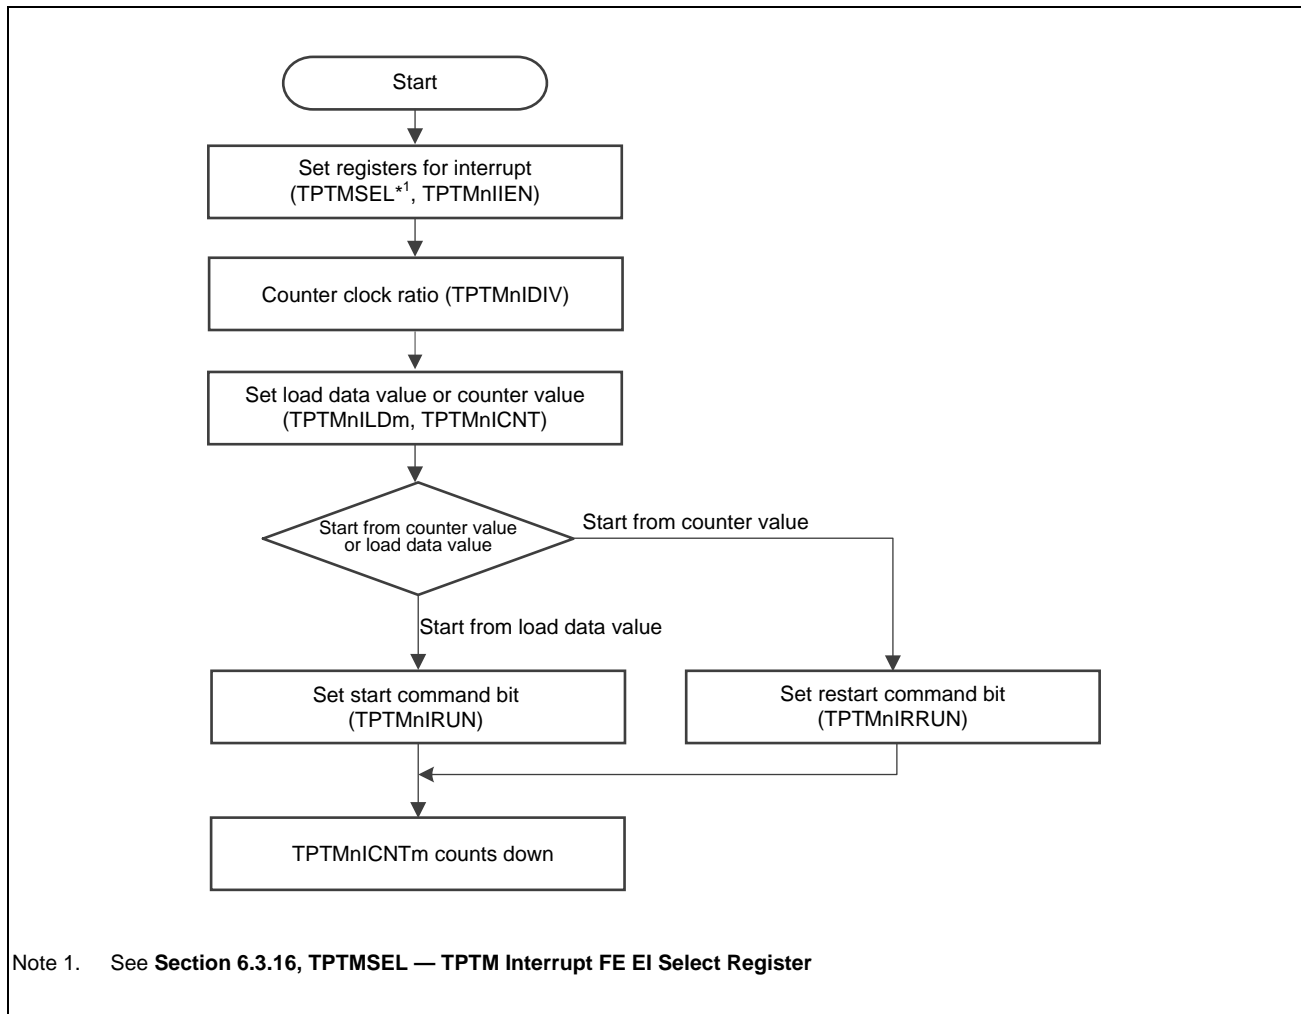 Start
Set registers for interrupt
(TPTMSEL*1, TPTMnIIEN)
Counter clock ratio (TPTMnIDIV)
Set load data value or counter value
(TPTMnILDm, TPTMnICNT)
Start from counter value
or load data value
Start from counter value
Start from load data value
Set start command bit
(TPTMnIRUN)
Set restart command bit
(TPTMnIRRUN)
TPTMnICNTm counts down
Note 1. See Section 6.3.16, TPTMSEL — TPTM Interrupt FE EI Select Register